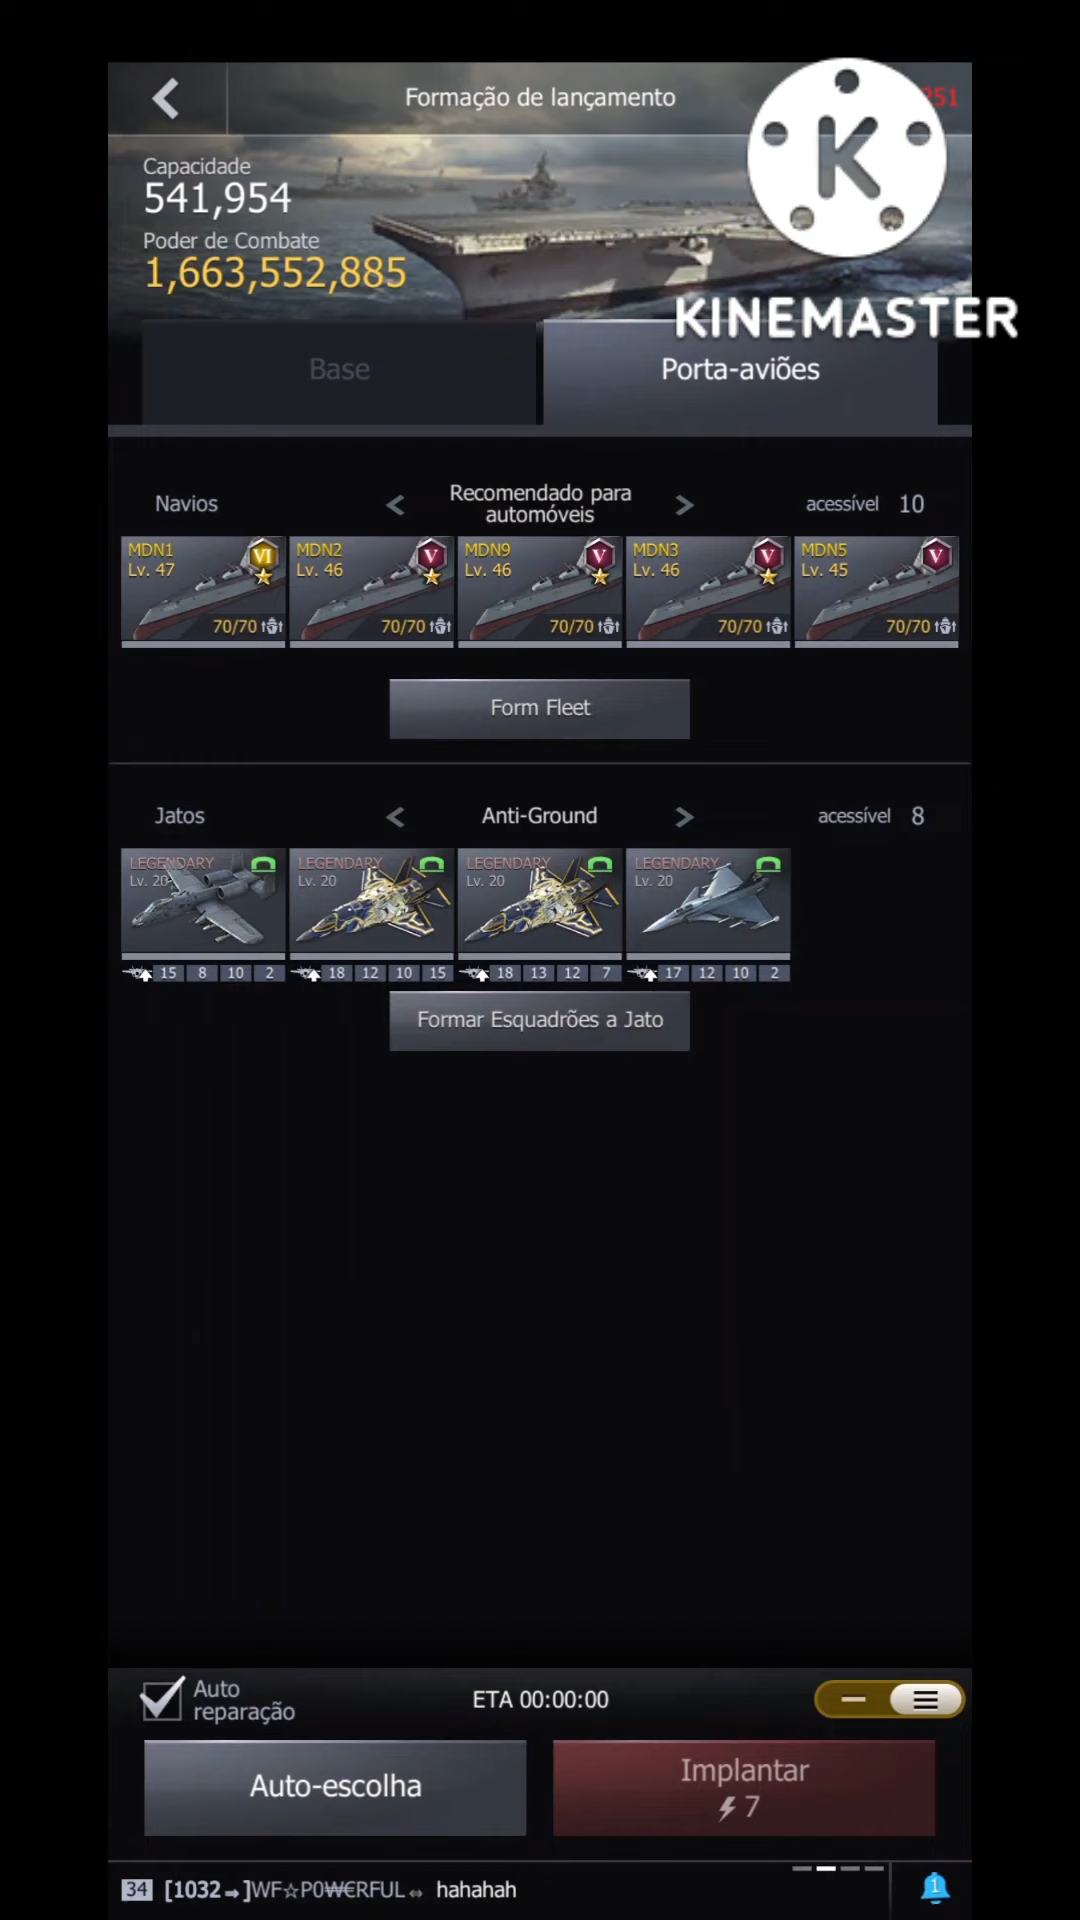 Formação de lançamento
251
Capacidade
541,954
Poder de Combate
1,663,552,885
K
KINEMASTER
Base
Porta-aviões
Navios
<
Recomendado para
automóveis
>
acessível 10
MDN1
Lv. 47
VI
70/70
MDN2
Lv. 46
V
70/70
MDN9
Lv. 46
V
70/70
MDN3
Lv. 46
V
70/70
MDN5
Lv. 45
V
70/70
Form Fleet
Jatos
<
Anti-Ground
>
acessível 8
LEGENDARY
Lv. 20
15 8 10 2
LEGENDARY
Lv. 20
18 12 10 15
LEGENDARY
Lv. 20
18 13 12 7
LEGENDARY
Lv. 20
17 12 10 2
Formar Esquadrões a Jato
Auto
reparação
ETA 00:00:00
Auto-escolha
Implantar
7
34 [1032➡]WF☆P0₩€RFUL⇔ hahahah
1